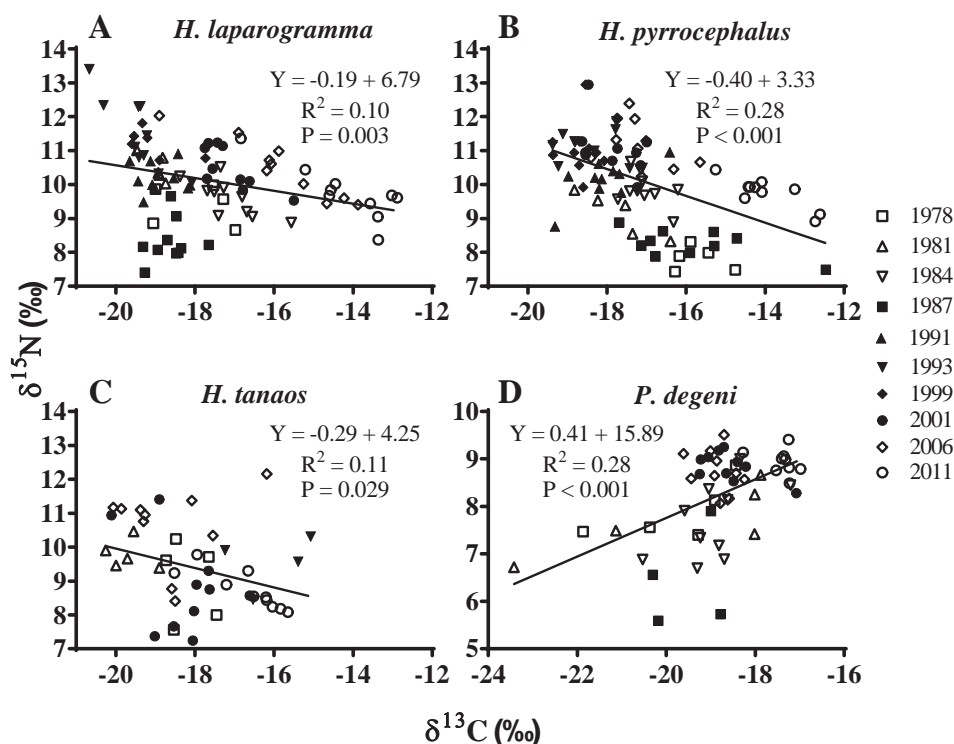 A
H. laparogramma
Y = -0.19 + 6.79
R² = 0.10
P = 0.003
14
13
12
11
10
9
8
7
-20
-18
-16
-14
-12
B
H. pyrrocephalus
Y = -0.40 + 3.33
R² = 0.28
P < 0.001
14
13
12
11
10
9
8
7
-20
-18
-16
-14
-12
1978
1981
1984
1987
1991
1993
1999
2001
2006
2011
δ¹⁵N (‰)
C
H. tanaos
Y = -0.29 + 4.25
R² = 0.11
P = 0.029
14
13
12
11
10
9
8
7
-20
-18
-16
-14
-12
D
P. degeni
Y = 0.41 + 15.89
R² = 0.28
P < 0.001
10
9
8
7
6
5
-24
-22
-20
-18
-16
δ¹³C (‰)